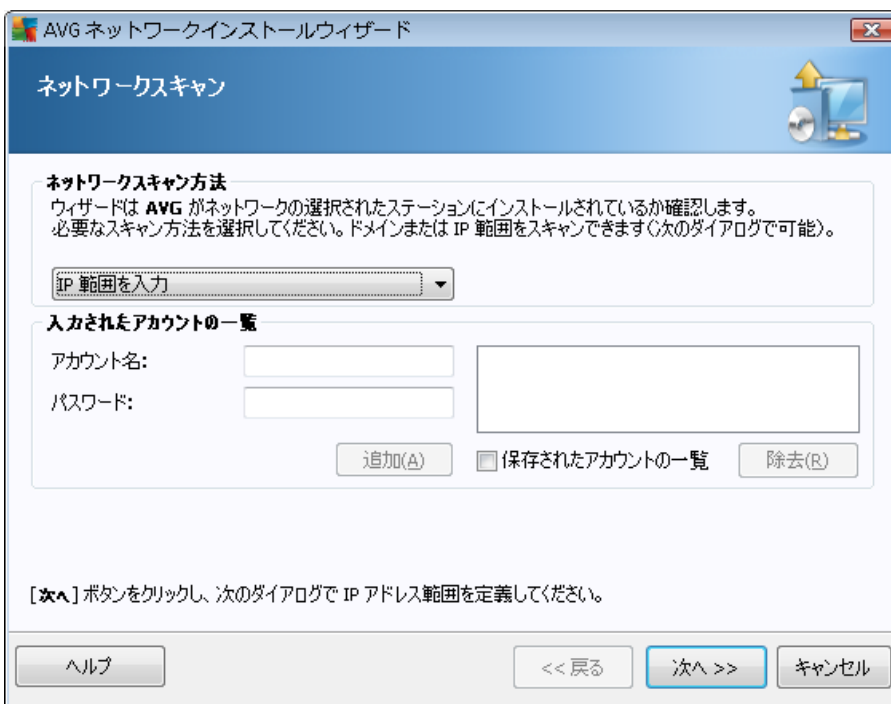 AVG ネットワークインストールウィザード
ネットワークスキャン
ネットワークスキャン方法
ウィザードは AVG がネットワークの選択されたステーションにインストールされているか確認します。
必要なスキャン方法を選択してください。ドメインまたは IP 範囲をスキャンできます(次のダイアログで可能)。
IP 範囲を入力
入力されたアカウントの一覧
アカウント名:
パスワード:
追加(A)
保存されたアカウントの一覧
除去(R)
[次へ] ボタンをクリックし、次のダイアログで IP アドレス範囲を定義してください。
ヘルプ
<< 戻る
次へ >>
キャンセル